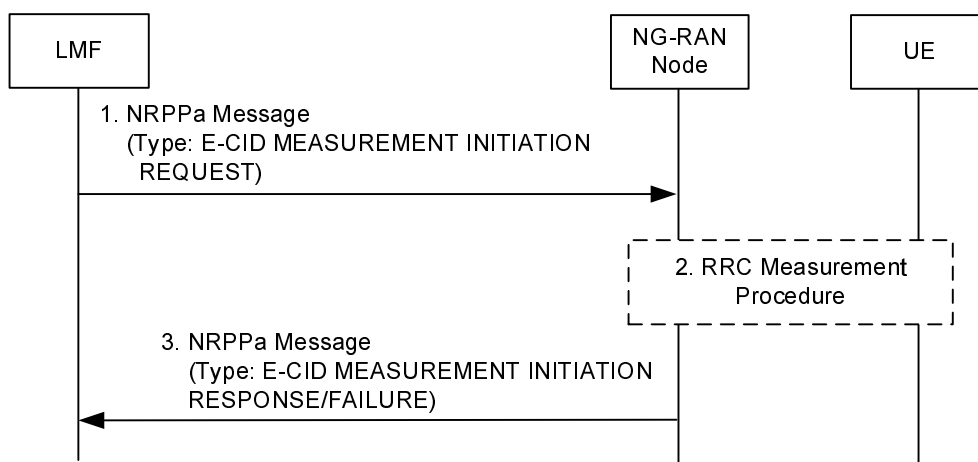 LMF
NG-RAN
Node
UE
1. NRPPa Message
(Type: E-CID MEASUREMENT INITIATION
REQUEST)
2. RRC Measurement
Procedure
3. NRPPa Message
(Type: E-CID MEASUREMENT INITIATION
RESPONSE/FAILURE)